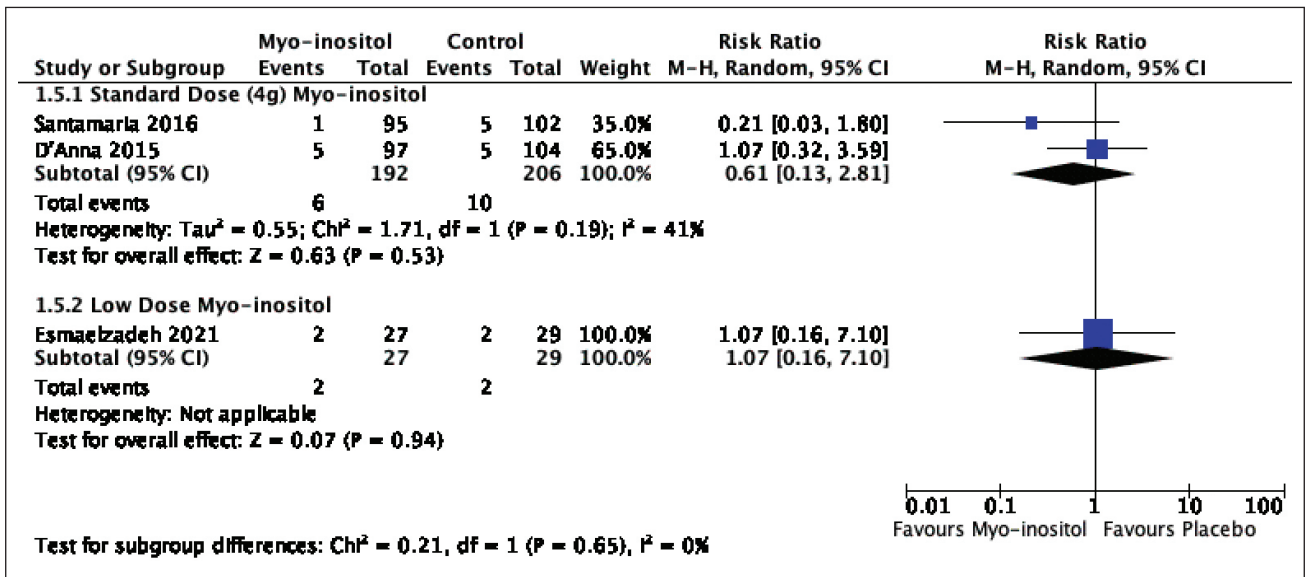 Myo-inositol Control Risk Ratio Risk Ratio
Study or Subgroup Events Total Events Total Weight M-H, Random, 95% CI M-H, Random, 95% CI
1.5.1 Standard Dose (4g) Myo-inositol
Santamaria 2016 1 95 5 102 35.0% 0.21 [0.03, 1.80]
D'Anna 2015 5 97 5 104 65.0% 1.07 [0.32, 3.59]
Subtotal (95% CI) 192 206 100.0% 0.61 [0.13, 2.81]
Total events 6 10
Heterogeneity: Tau² = 0.55; Chi² = 1.71, df = 1 (P = 0.19); I² = 41%
Test for overall effect: Z = 0.63 (P = 0.53)
1.5.2 Low Dose Myo-inositol
Esmaelzadeh 2021 2 27 2 29 100.0% 1.07 [0.16, 7.10]
Subtotal (95% CI) 27 29 100.0% 1.07 [0.16, 7.10]
Total events 2 2
Heterogeneity: Not applicable
Test for overall effect: Z = 0.07 (P = 0.94)
0.01 0.1 1 10 100
Favours Myo-inositol Favours Placebo
Test for subgroup differences: Chi² = 0.21, df = 1 (P = 0.65), I² = 0%